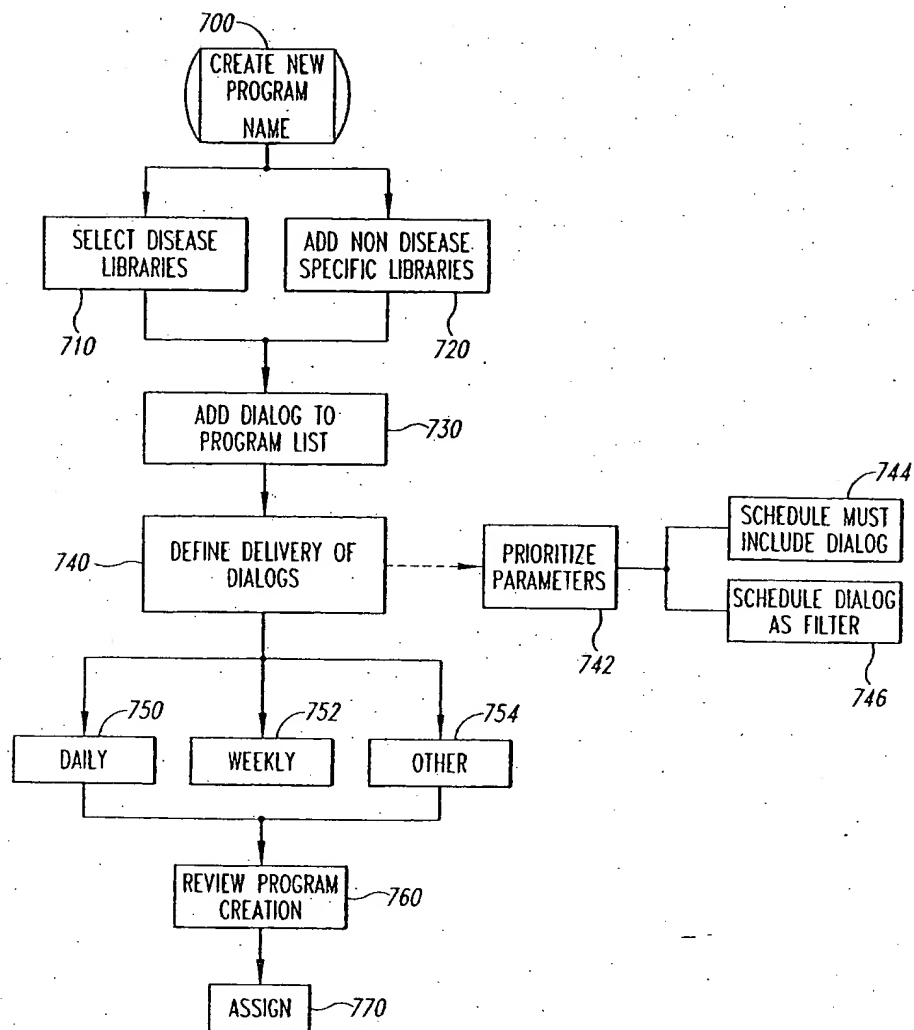 700
CREATE NEW
PROGRAM
NAME
SELECT DISEASE
LIBRARIES
710
ADD NON DISEASE
SPECIFIC LIBRARIES
720
ADD DIALOG TO
PROGRAM LIST
730
740
DEFINE DELIVERY OF
DIALOGS
PRIORITIZE
PARAMETERS
742
744
SCHEDULE MUST
INCLUDE DIALOG
SCHEDULE DIALOG
AS FILTER
746
750
DAILY
752
WEEKLY
754
OTHER
REVIEW PROGRAM
CREATION
760
ASSIGN
770